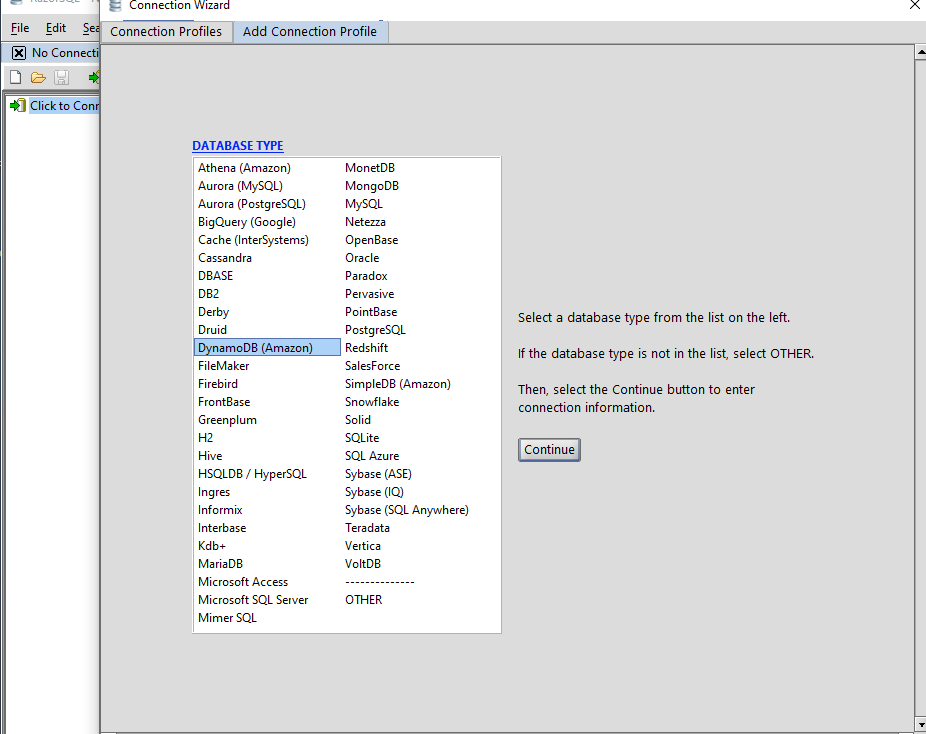 Connection Wizard
File Edit
Connection Profiles Add Connection Profile
No Connecti
Click to Conn
DATABASE TYPE
Athena (Amazon)
Aurora (MySQL)
Aurora (PostgreSQL)
BigQuery (Google)
Cache (InterSystems)
Cassandra
DBASE
DB2
Derby
Druid
DynamoDB (Amazon)
FileMaker
Firebird
FrontBase
Greenplum
H2
Hive
HSQLDB / HyperSQL
Ingres
Informix
Interbase
Kdb+
MariaDB
Microsoft Access
Microsoft SQL Server
Mimer SQL
MonetDB
MongoDB
MySQL
Netezza
OpenBase
Oracle
Paradox
Pervasive
PointBase
PostgreSQL
Redshift
SalesForce
SimpleDB (Amazon)
Snowflake
Solid
SQLite
SQL Azure
Sybase (ASE)
Sybase (IQ)
Sybase (SQL Anywhere)
Teradata
Vertica
VoltDB
--------------
OTHER
Select a database type from the list on the left.
If the database type is not in the list, select OTHER.
Then, select the Continue button to enter
connection information.
Continue